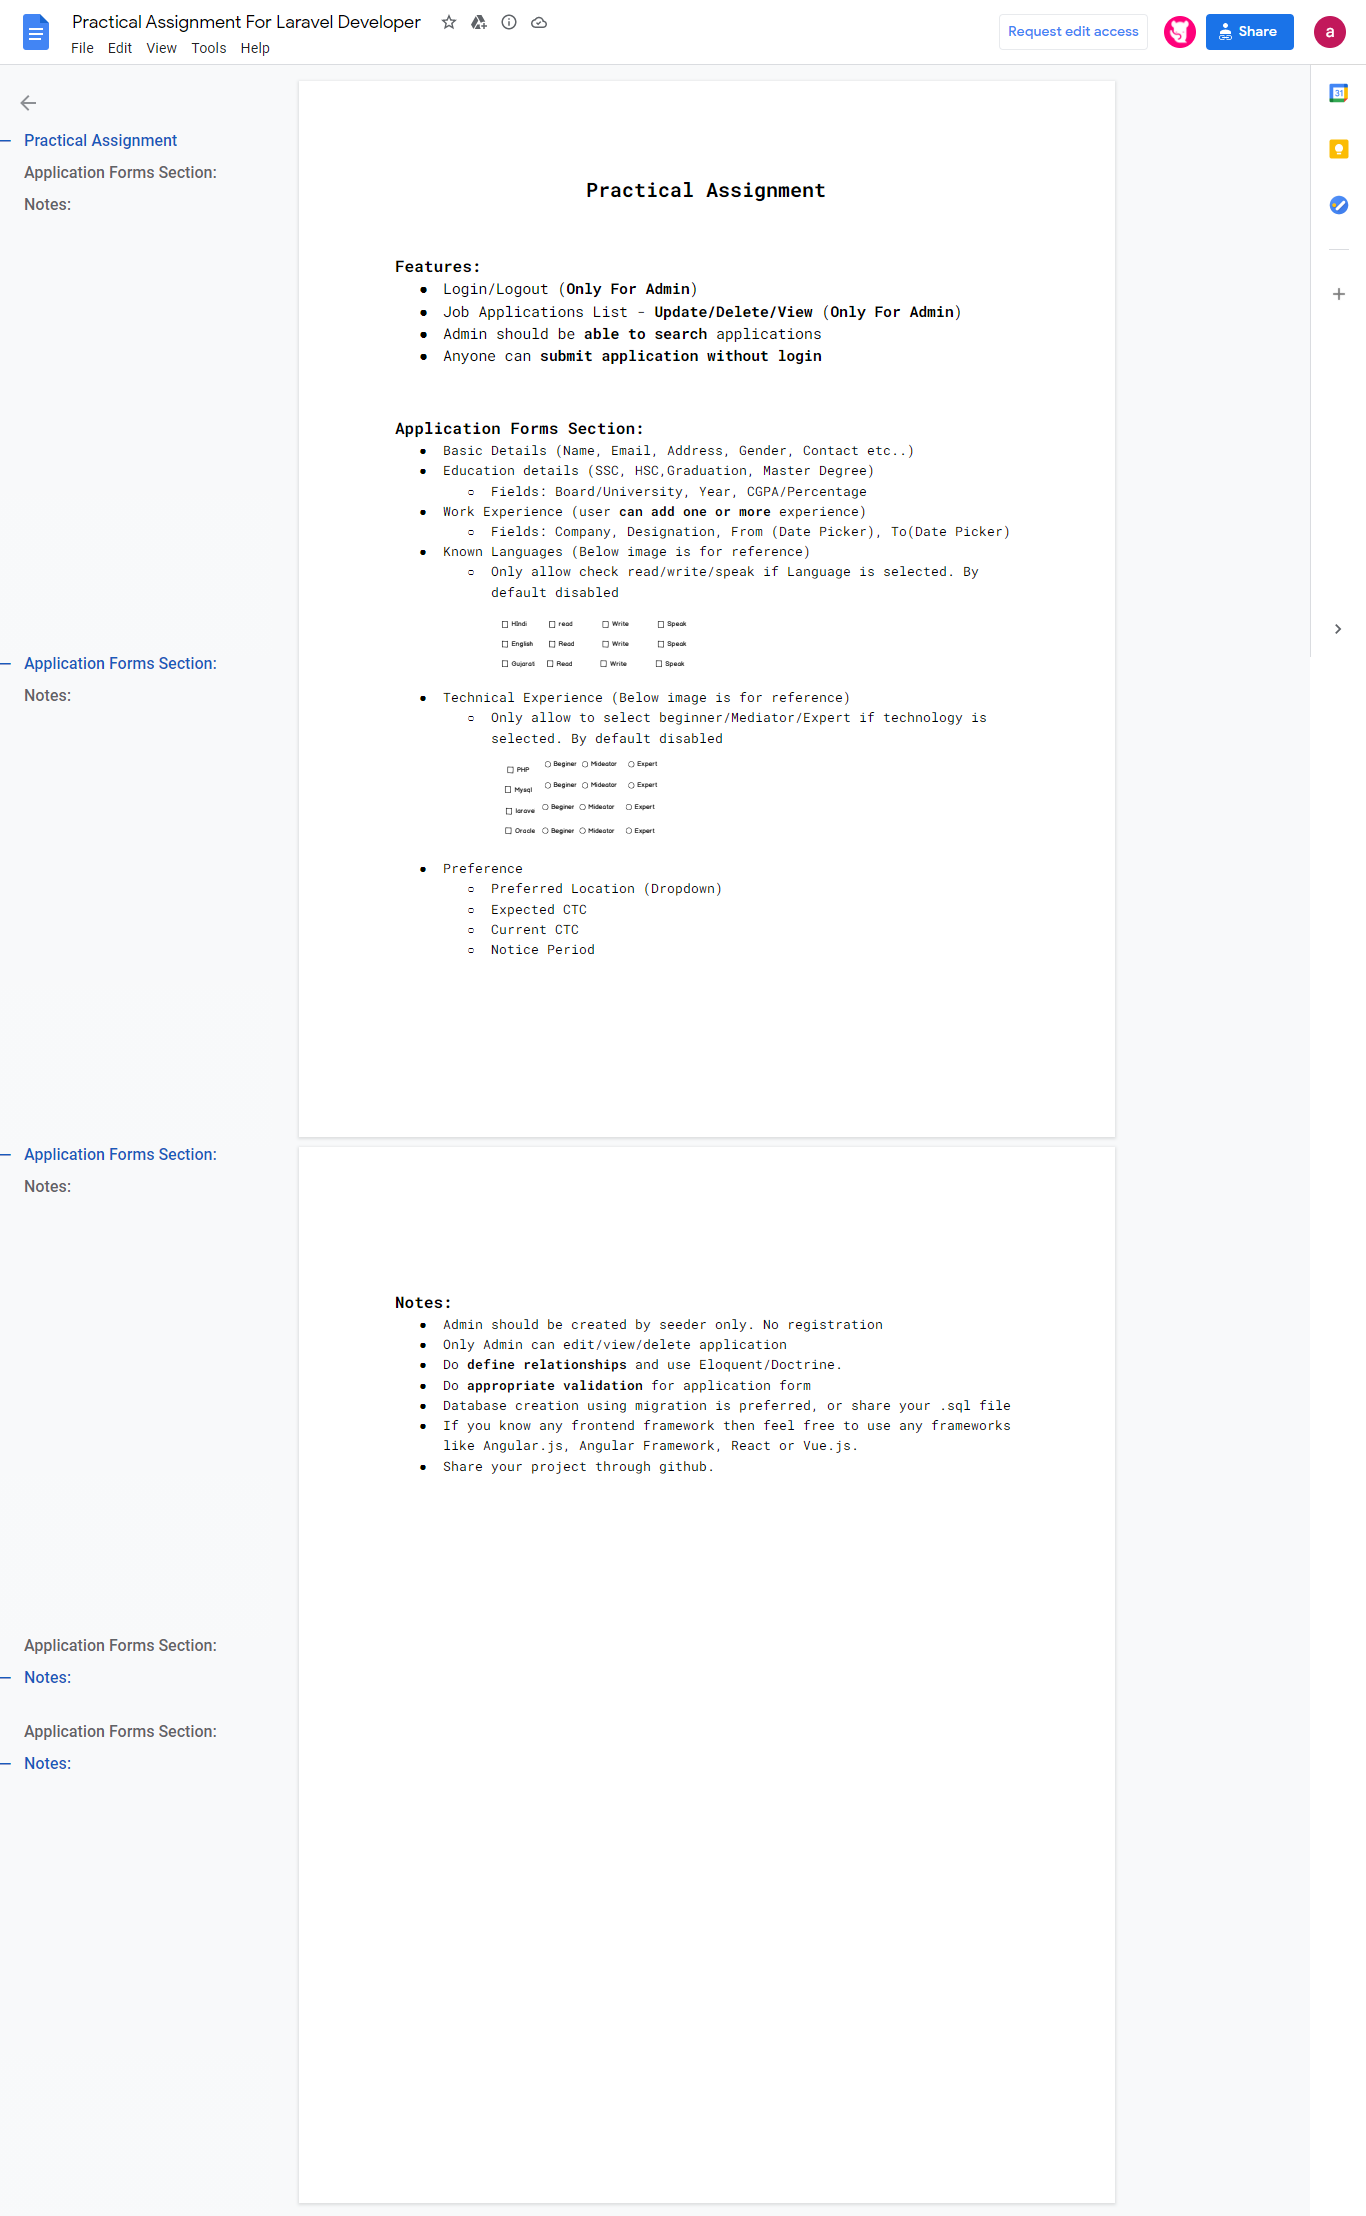 Practical Assignment For Laravel Developer
File Edit View Tools Help
Request edit access
Share
a
31
Practical Assignment
Application Forms Section:
Notes:
Practical Assignment
Features:
● Login/Logout (Only For Admin)
● Job Applications List - Update/Delete/View (Only For Admin)
● Admin should be able to search applications
● Anyone can submit application without login
Application Forms Section:
● Basic Details (Name, Email, Address, Gender, Contact etc..)
● Education details (SSC, HSC,Graduation, Master Degree)
○ Fields: Board/University, Year, CGPA/Percentage
● Work Experience (user can add one or more experience)
○ Fields: Company, Designation, From (Date Picker), To(Date Picker)
● Known Languages (Below image is for reference)
○ Only allow check read/write/speak if Language is selected. By
default disabled
HIndi read Write Speak
English Read Write Speak
Gujarati Read Write Speak
Application Forms Section:
Notes:
● Technical Experience (Below image is for reference)
○ Only allow to select beginner/Mediator/Expert if technology is
selected. By default disabled
PHP Beginer Mideator Expert
Mysql Beginer Mideator Expert
larave Beginer Mideator Expert
Oracle Beginer Mideator Expert
● Preference
○ Preferred Location (Dropdown)
○ Expected CTC
○ Current CTC
○ Notice Period
Application Forms Section:
Notes:
Notes:
● Admin should be created by seeder only. No registration
● Only Admin can edit/view/delete application
● Do define relationships and use Eloquent/Doctrine.
● Do appropriate validation for application form
● Database creation using migration is preferred, or share your .sql file
● If you know any frontend framework then feel free to use any frameworks
like Angular.js, Angular Framework, React or Vue.js.
● Share your project through github.
Application Forms Section:
Notes:
Application Forms Section:
Notes: